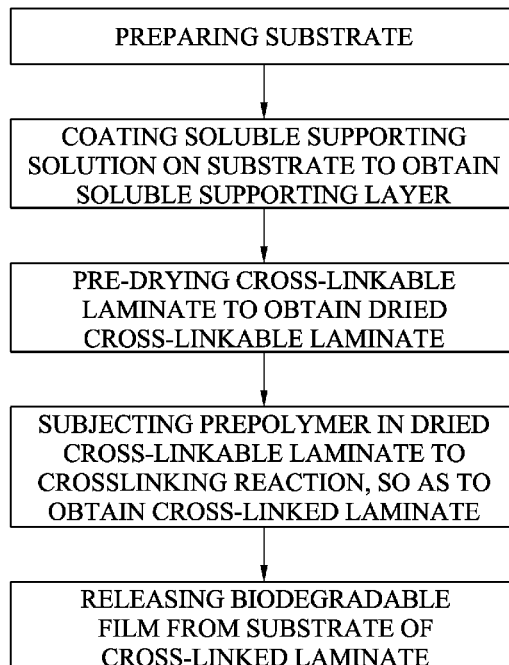 PREPARING SUBSTRATE
COATING SOLUBLE SUPPORTING
SOLUTION ON SUBSTRATE TO OBTAIN
SOLUBLE SUPPORTING LAYER
PRE-DRYING CROSS-LINKABLE
LAMINATE TO OBTAIN DRIED
CROSS-LINKABLE LAMINATE
SUBJECTING PREPOLYMER IN DRIED
CROSS-LINKABLE LAMINATE TO
CROSSLINKING REACTION, SO AS TO
OBTAIN CROSS-LINKED LAMINATE
RELEASING BIODEGRADABLE
FILM FROM SUBSTRATE OF
CROSS-LINKED LAMINATE